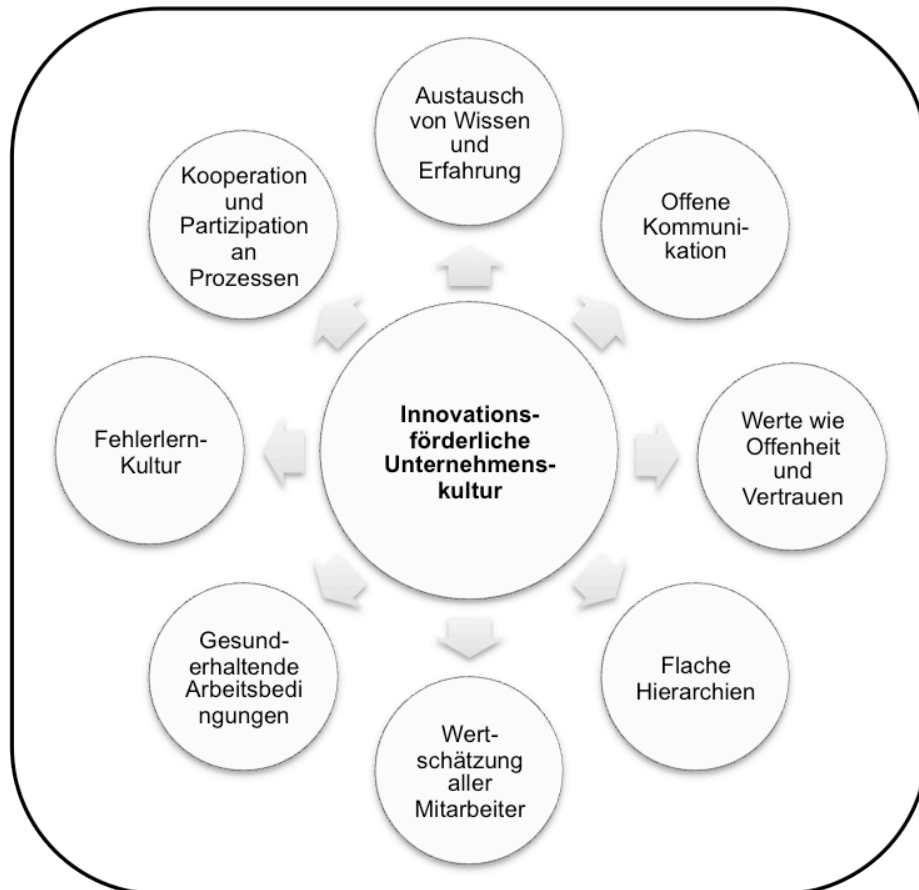 Austausch
von Wissen
und
Erfahrung
Offene
Kommuni-
kation
Werte wie
Offenheit
und
Vertrauen
Flache
Hierarchien
Wert-
schätzung
aller
Mitarbeiter
Gesund-
erhaltende
Arbeitsbedi
ngungen
Fehlerlern-
Kultur
Kooperation
und
Partizipation
an
Prozessen
Innovations-
förderliche
Unternehmens-
kultur